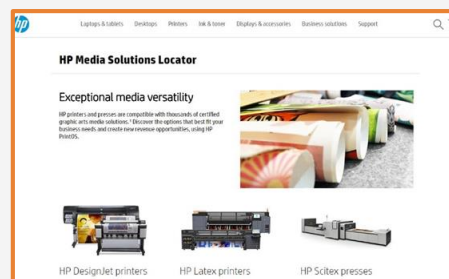 hp
Laptops & tablets Desktops Printers Ink & toner Displays & accessories Business solutions Support
HP Media Solutions Locator
Exceptional media versatility
HP printers and presses are compatible with thousands of certified
graphic arts media solutions.¹ Discover the options that best fit your
business needs and create new revenue opportunities, using HP
PrintOS.
HP DesignJet printers HP Latex printers HP Scitex presses